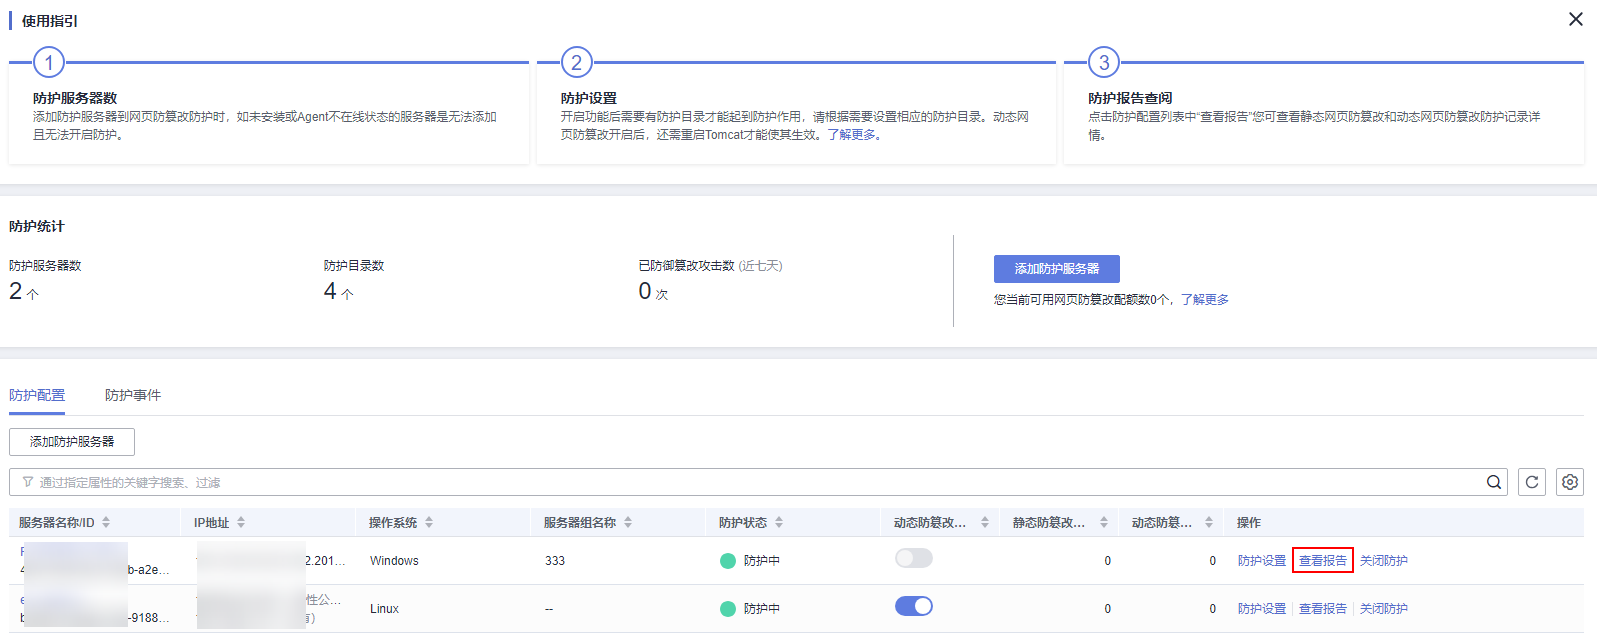 使用指引
1
防护服务器数
添加防护服务器到网页防篡改防护时，如未安装或Agent不在线状态的服务器是无法添加
且无法开启防护。
2
防护设置
开启功能后需要有防护目录才能起到防护作用，请根据需要设置相应的防护目录。动态网
页防篡改开启后，还需重启Tomcat才能使其生效。了解更多。
3
防护报告查阅
点击防护配置列表中“查看报告”您可查看静态网页防篡改和动态网页防篡改防护记录详
情。
防护统计
防护服务器数
2 个
防护目录数
4 个
已防御篡改攻击数 (近七天)
0 次
添加防护服务器
您当前可用网页防篡改配额数0个，了解更多
防护配置 防护事件
添加防护服务器
通过指定属性的关键字搜索、过滤
服务器名称/ID IP地址 操作系统 服务器组名称 防护状态 动态防篡改... 静态防篡改... 动态防篡... 操作
b-a2e... 2.201... Windows 333 防护中 0 0 防护设置 查看报告 关闭防护
-9188... 性公... Linux -- 防护中 0 0 防护设置 查看报告 关闭防护